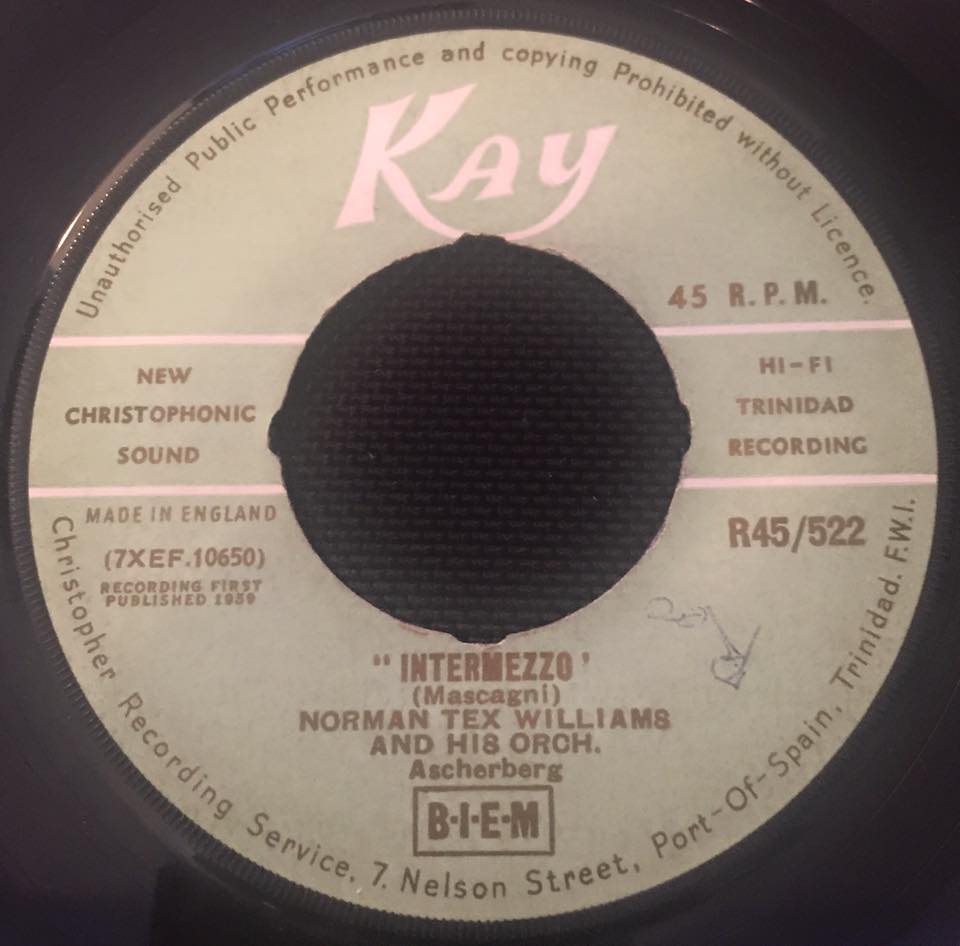 Unauthorised Public Performance and copying Prohibited without Licence.
Kay
45 R.P.M.
NEW
CHRISTOPHONIC
SOUND
HI-FI
TRINIDAD
RECORDING
MADE IN ENGLAND
(7XEF.10650)
RECORDING FIRST
PUBLISHED 1959
R45/522
"INTERMEZZO'
(Mascagni)
NORMAN TEX WILLIAMS
AND HIS ORCH.
Ascherberg
B·I·E·M
Christopher Recording Service, 7. Nelson Street, Port-Of-Spain, Trinidad. F.W.I.